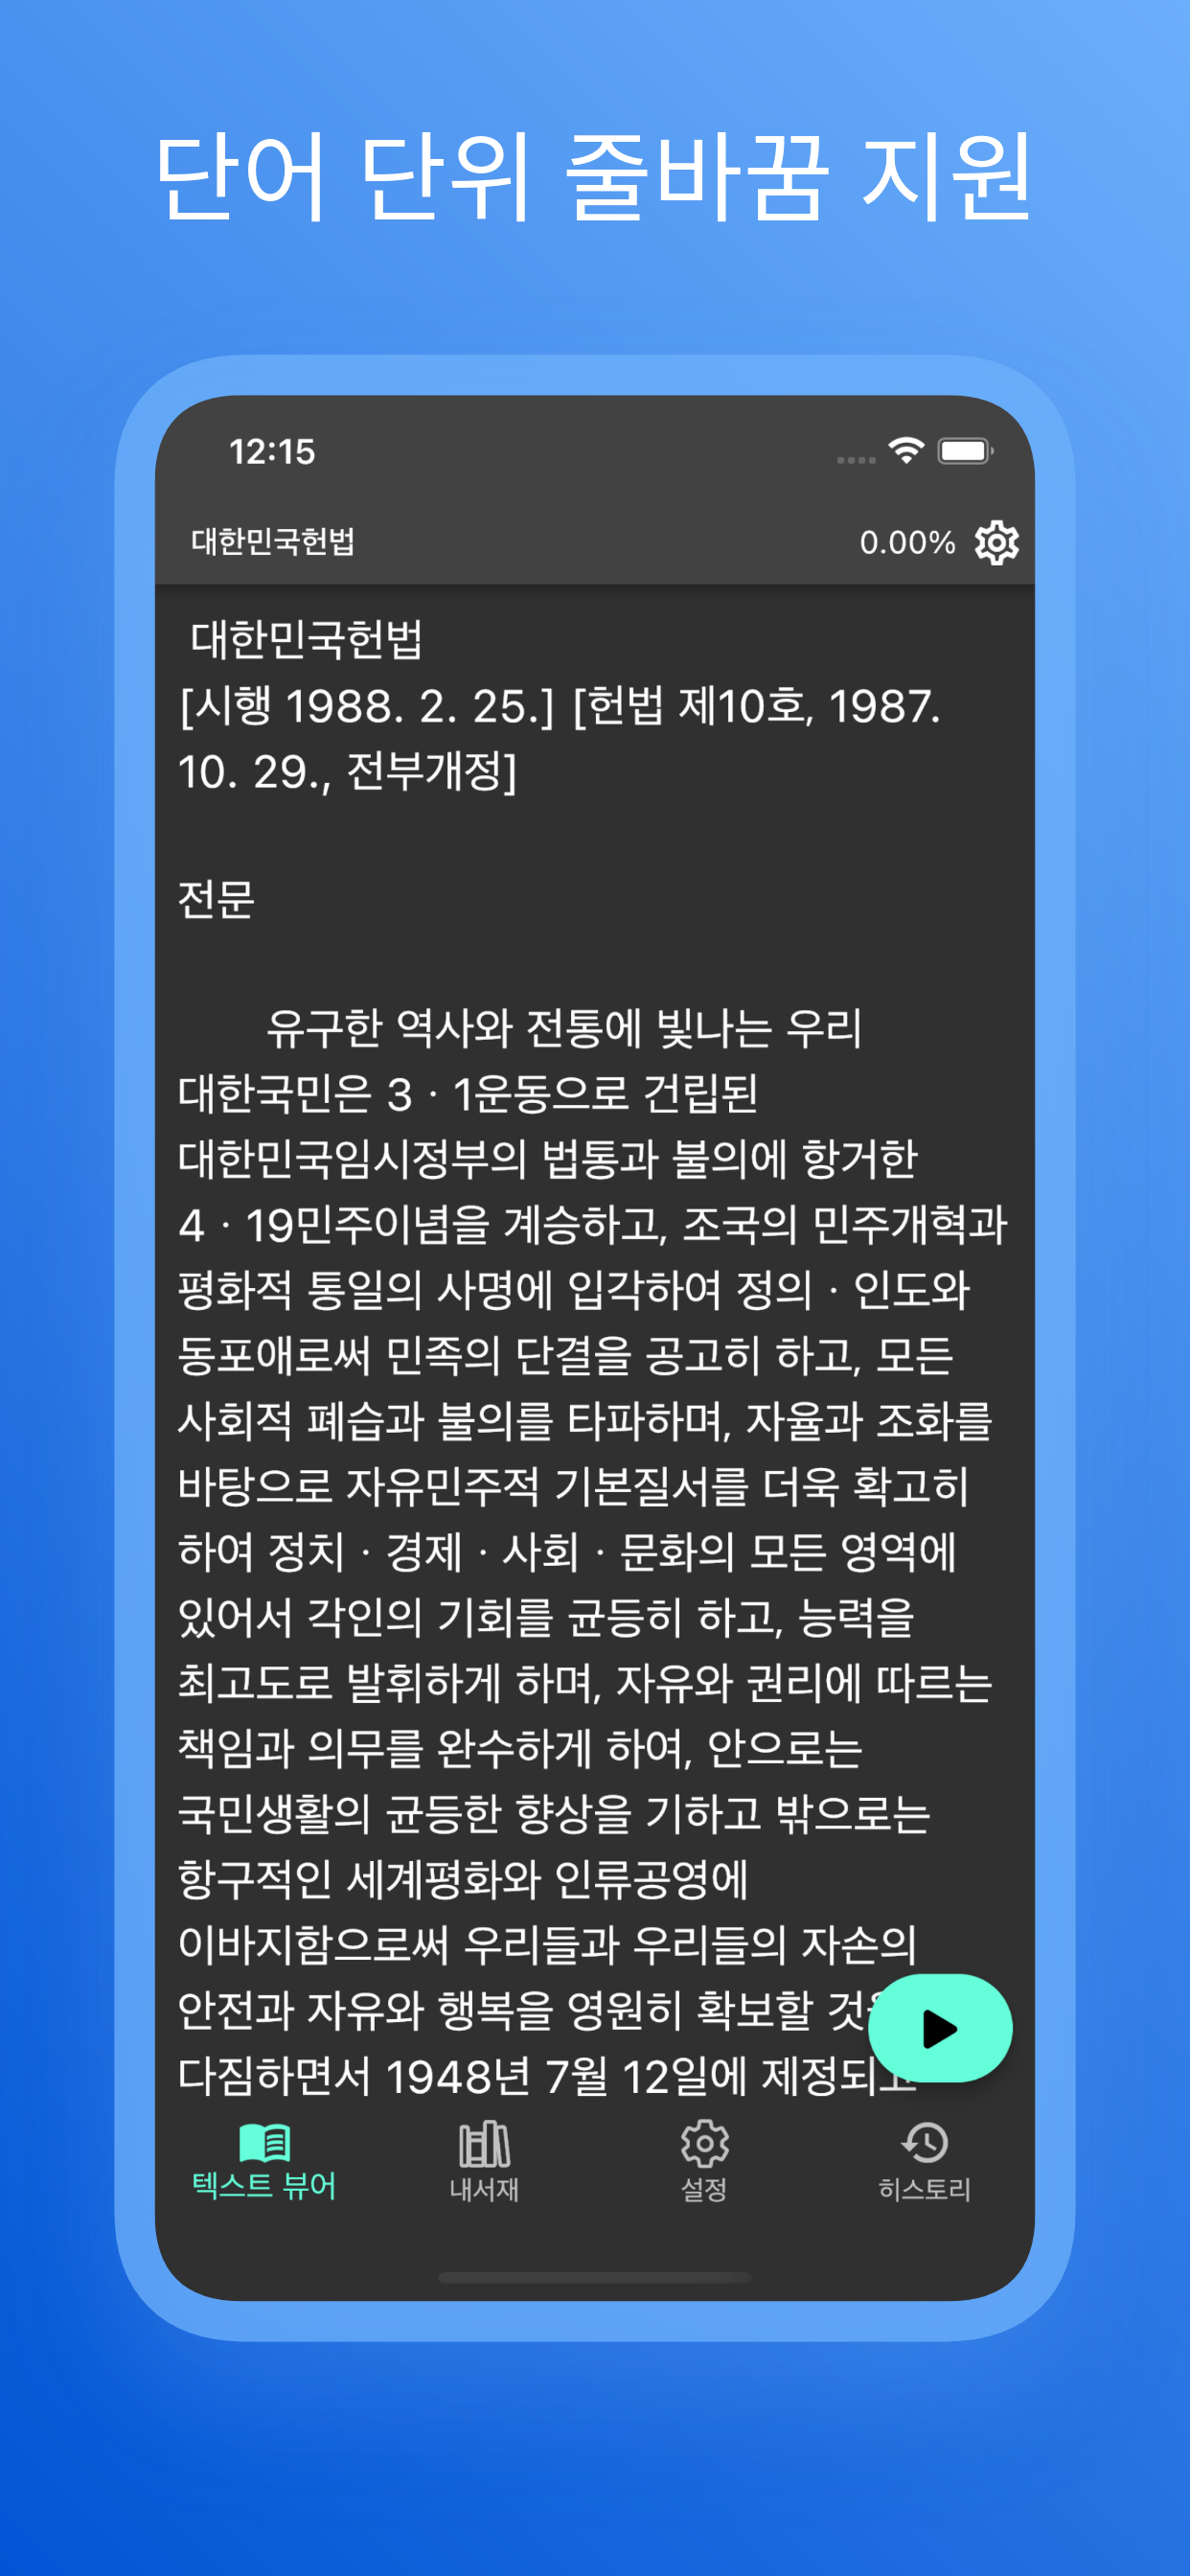 단어 단위 줄바꿈 지원
12:15
대한민국헌법 0.00%
대한민국헌법
[시행 1988. 2. 25.] [헌법 제10호, 1987.
10. 29., 전부개정]
전문
유구한 역사와 전통에 빛나는 우리
대한국민은 3ㆍ1운동으로 건립된
대한민국임시정부의 법통과 불의에 항거한
4ㆍ19민주이념을 계승하고, 조국의 민주개혁과
평화적 통일의 사명에 입각하여 정의ㆍ인도와
동포애로써 민족의 단결을 공고히 하고, 모든
사회적 폐습과 불의를 타파하며, 자율과 조화를
바탕으로 자유민주적 기본질서를 더욱 확고히
하여 정치ㆍ경제ㆍ사회ㆍ문화의 모든 영역에
있어서 각인의 기회를 균등히 하고, 능력을
최고도로 발휘하게 하며, 자유와 권리에 따르는
책임과 의무를 완수하게 하여, 안으로는
국민생활의 균등한 향상을 기하고 밖으로는
항구적인 세계평화와 인류공영에
이바지함으로써 우리들과 우리들의 자손의
안전과 자유와 행복을 영원히 확보할
다짐하면서 1948년 7월 12일에 제정되고
텍스트 뷰어
내서재
설정
히스토리